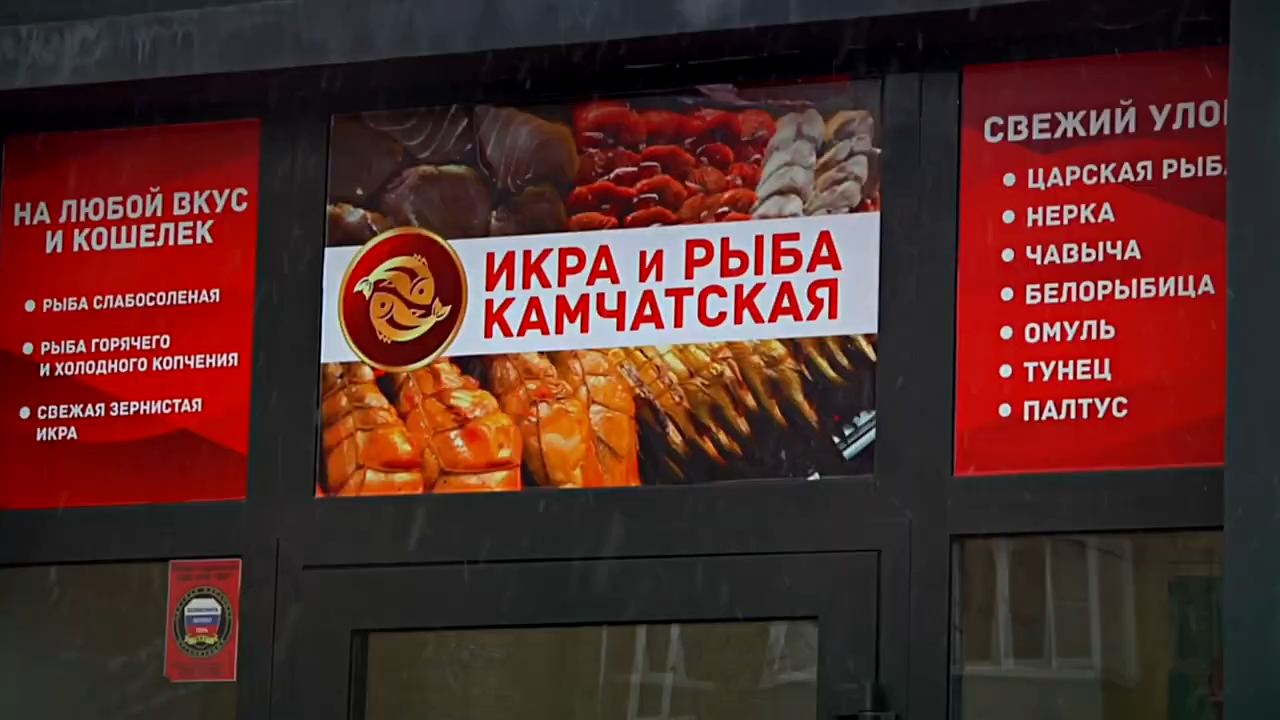 НА ЛЮБОЙ ВКУС
И КОШЕЛЕК
РЫБА СЛАБОСОЛЕНАЯ
РЫБА ГОРЯЧЕГО
И ХОЛОДНОГО КОПЧЕНИЯ
СВЕЖАЯ ЗЕРНИСТАЯ
ИКРА
ИКРА и РЫБА
КАМЧАТСКАЯ
СВЕЖИЙ УЛО
ЦАРСКАЯ РЫБ
НЕРКА
ЧАВЫЧА
БЕЛОРЫБИЦА
ОМУЛЬ
ТУНЕЦ
ПАЛТУС